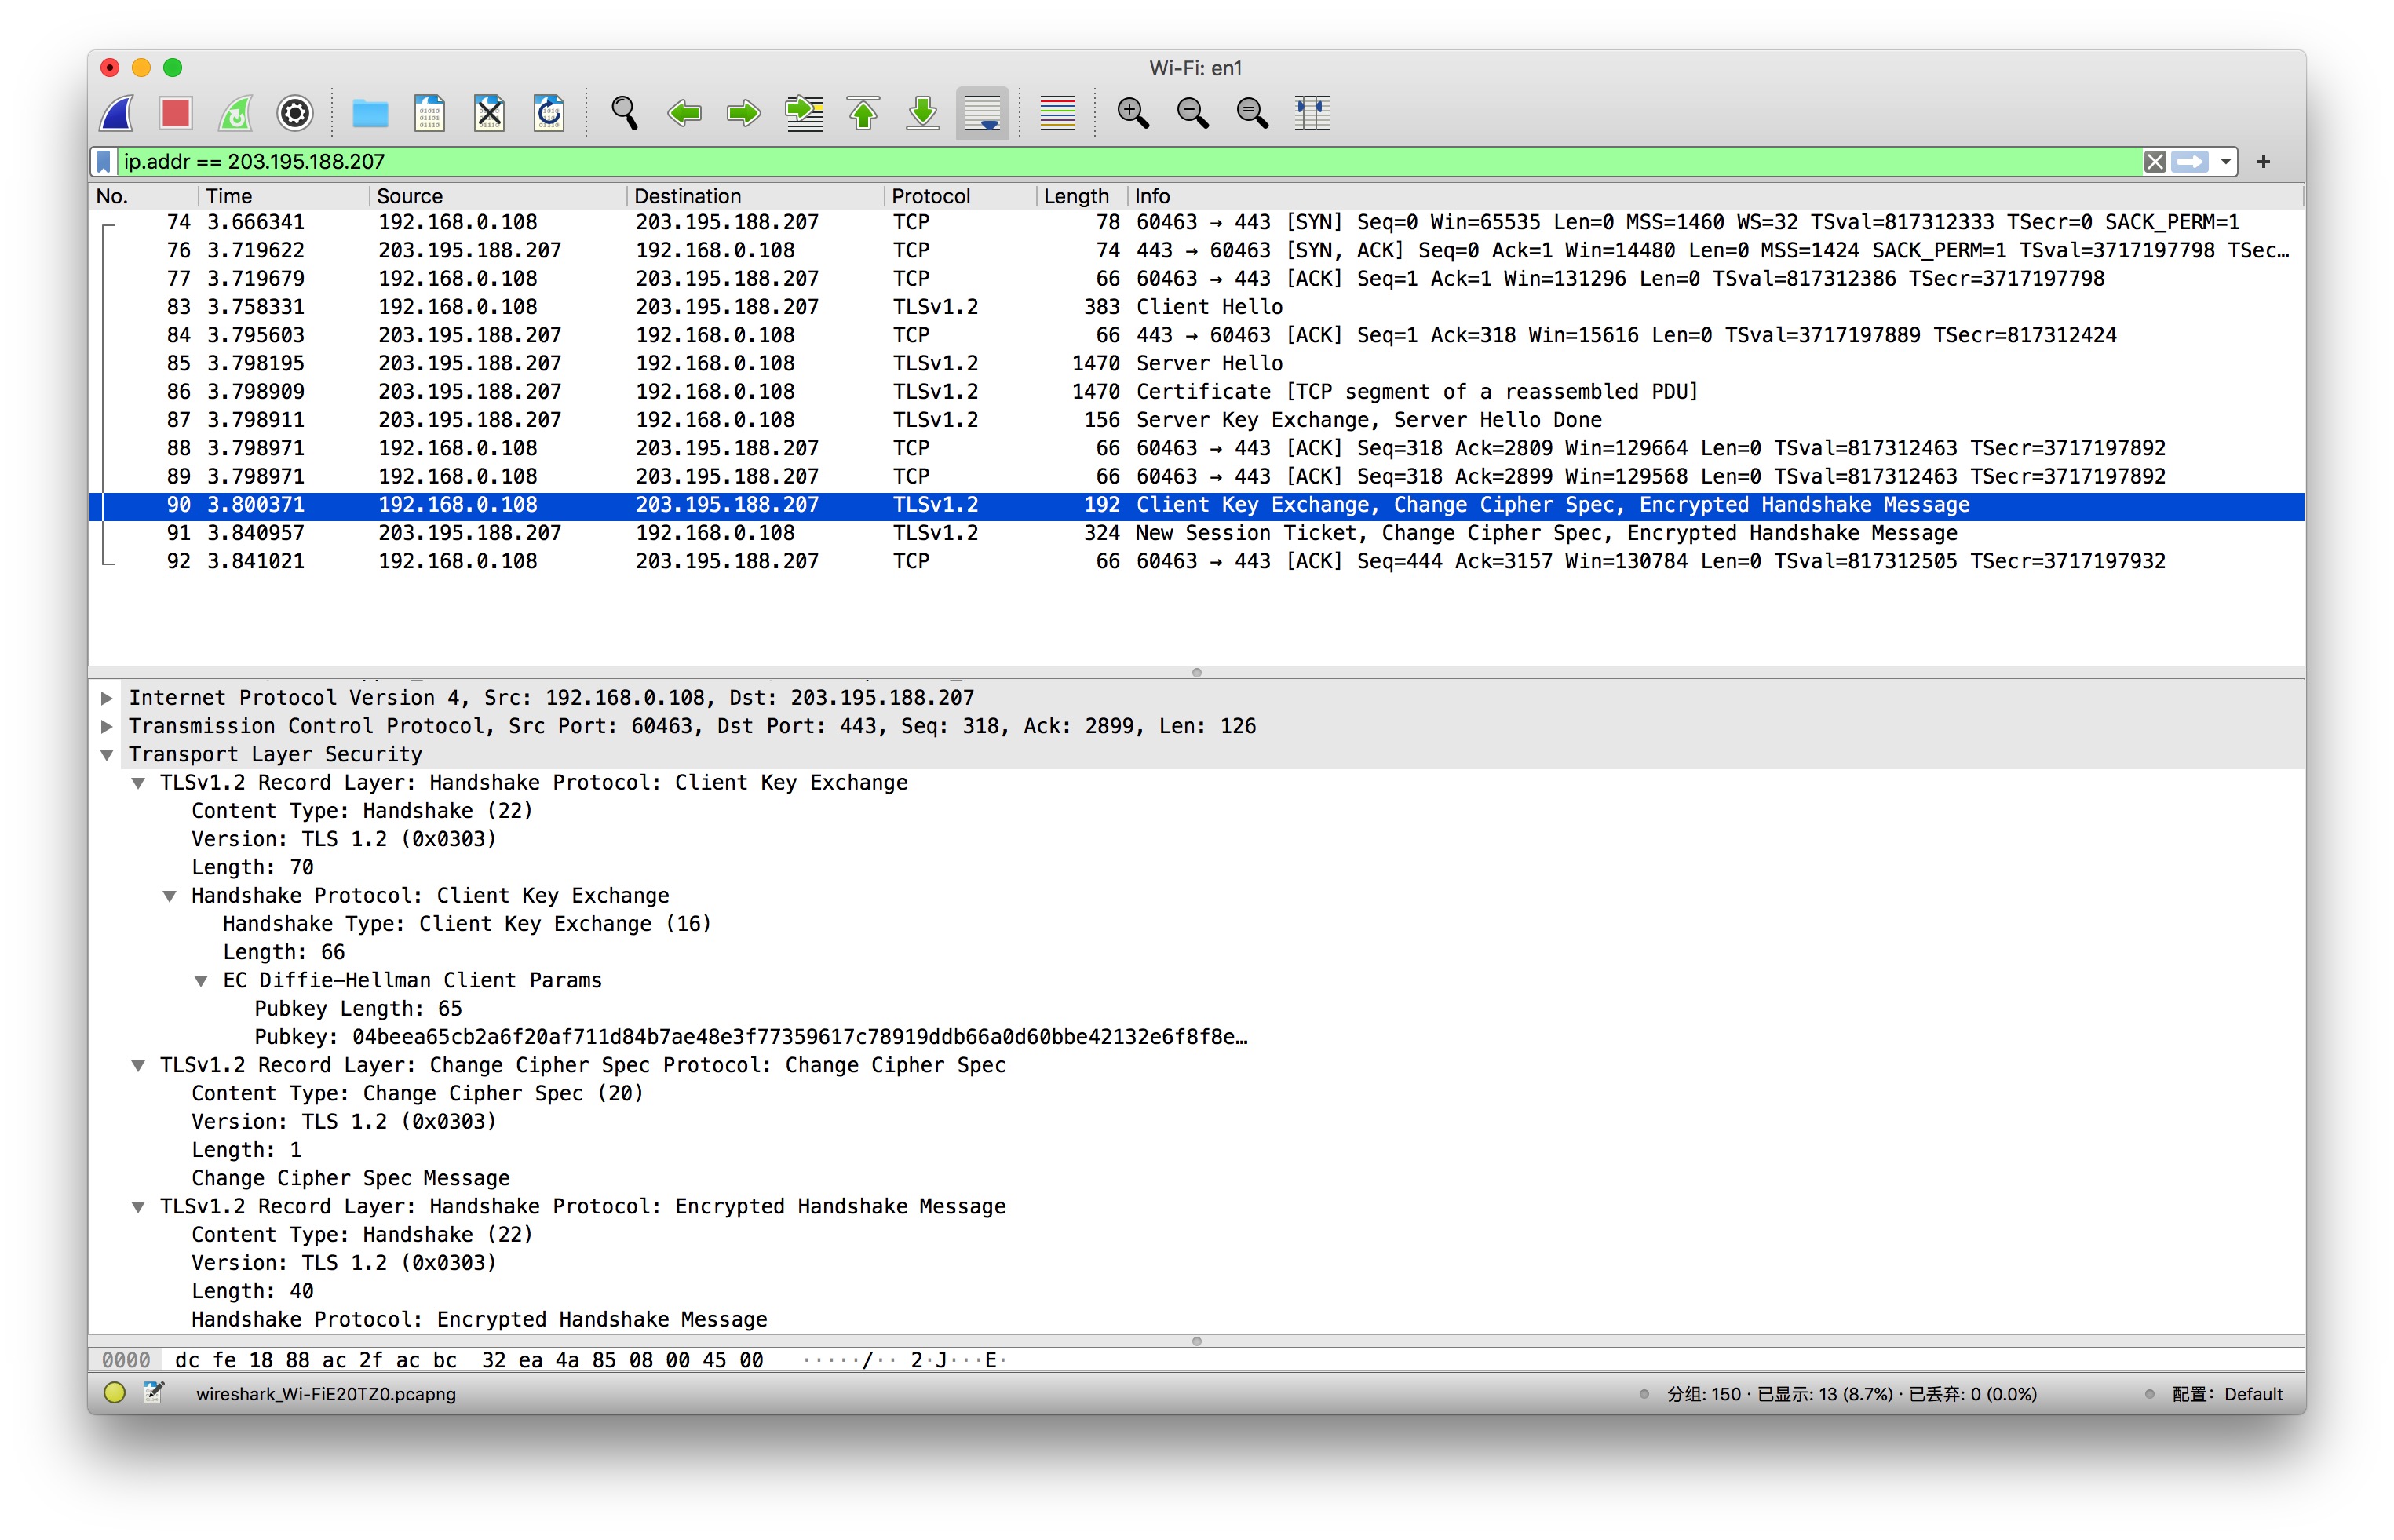 Wi-Fi: en1
ip.addr == 203.195.188.207
No. Time Source Destination Protocol Length Info
74 3.666341 192.168.0.108 203.195.188.207 TCP 78 60463 → 443 [SYN] Seq=0 Win=65535 Len=0 MSS=1460 WS=32 TSval=817312333 TSecr=0 SACK_PERM=1
76 3.719622 203.195.188.207 192.168.0.108 TCP 74 443 → 60463 [SYN, ACK] Seq=0 Ack=1 Win=14480 Len=0 MSS=1424 SACK_PERM=1 TSval=3717197798 TSec…
77 3.719679 192.168.0.108 203.195.188.207 TCP 66 60463 → 443 [ACK] Seq=1 Ack=1 Win=131296 Len=0 TSval=817312386 TSecr=3717197798
83 3.758331 192.168.0.108 203.195.188.207 TLSv1.2 383 Client Hello
84 3.795603 203.195.188.207 192.168.0.108 TCP 66 443 → 60463 [ACK] Seq=1 Ack=318 Win=15616 Len=0 TSval=3717197889 TSecr=817312424
85 3.798195 203.195.188.207 192.168.0.108 TLSv1.2 1470 Server Hello
86 3.798909 203.195.188.207 192.168.0.108 TLSv1.2 1470 Certificate [TCP segment of a reassembled PDU]
87 3.798911 203.195.188.207 192.168.0.108 TLSv1.2 156 Server Key Exchange, Server Hello Done
88 3.798971 192.168.0.108 203.195.188.207 TCP 66 60463 → 443 [ACK] Seq=318 Ack=2809 Win=129664 Len=0 TSval=817312463 TSecr=3717197892
89 3.798971 192.168.0.108 203.195.188.207 TCP 66 60463 → 443 [ACK] Seq=318 Ack=2899 Win=129568 Len=0 TSval=817312463 TSecr=3717197892
90 3.800371 192.168.0.108 203.195.188.207 TLSv1.2 192 Client Key Exchange, Change Cipher Spec, Encrypted Handshake Message
91 3.840957 203.195.188.207 192.168.0.108 TLSv1.2 324 New Session Ticket, Change Cipher Spec, Encrypted Handshake Message
92 3.841021 192.168.0.108 203.195.188.207 TCP 66 60463 → 443 [ACK] Seq=444 Ack=3157 Win=130784 Len=0 TSval=817312505 TSecr=3717197932
Internet Protocol Version 4, Src: 192.168.0.108, Dst: 203.195.188.207
Transmission Control Protocol, Src Port: 60463, Dst Port: 443, Seq: 318, Ack: 2899, Len: 126
Transport Layer Security
TLSv1.2 Record Layer: Handshake Protocol: Client Key Exchange
Content Type: Handshake (22)
Version: TLS 1.2 (0x0303)
Length: 70
Handshake Protocol: Client Key Exchange
Handshake Type: Client Key Exchange (16)
Length: 66
EC Diffie-Hellman Client Params
Pubkey Length: 65
Pubkey: 04beea65cb2a6f20af711d84b7ae48e3f77359617c78919ddb66a0d60bbe42132e6f8f8e…
TLSv1.2 Record Layer: Change Cipher Spec Protocol: Change Cipher Spec
Content Type: Change Cipher Spec (20)
Version: TLS 1.2 (0x0303)
Length: 1
Change Cipher Spec Message
TLSv1.2 Record Layer: Handshake Protocol: Encrypted Handshake Message
Content Type: Handshake (22)
Version: TLS 1.2 (0x0303)
Length: 40
Handshake Protocol: Encrypted Handshake Message
0000 dc fe 18 88 ac 2f ac bc 32 ea 4a 85 08 00 45 00 ·····/·· 2·J···E·
wireshark_Wi-FiE20TZ0.pcapng 分组: 150 · 已显示: 13 (8.7%) · 已丢弃: 0 (0.0%) 配置: Default